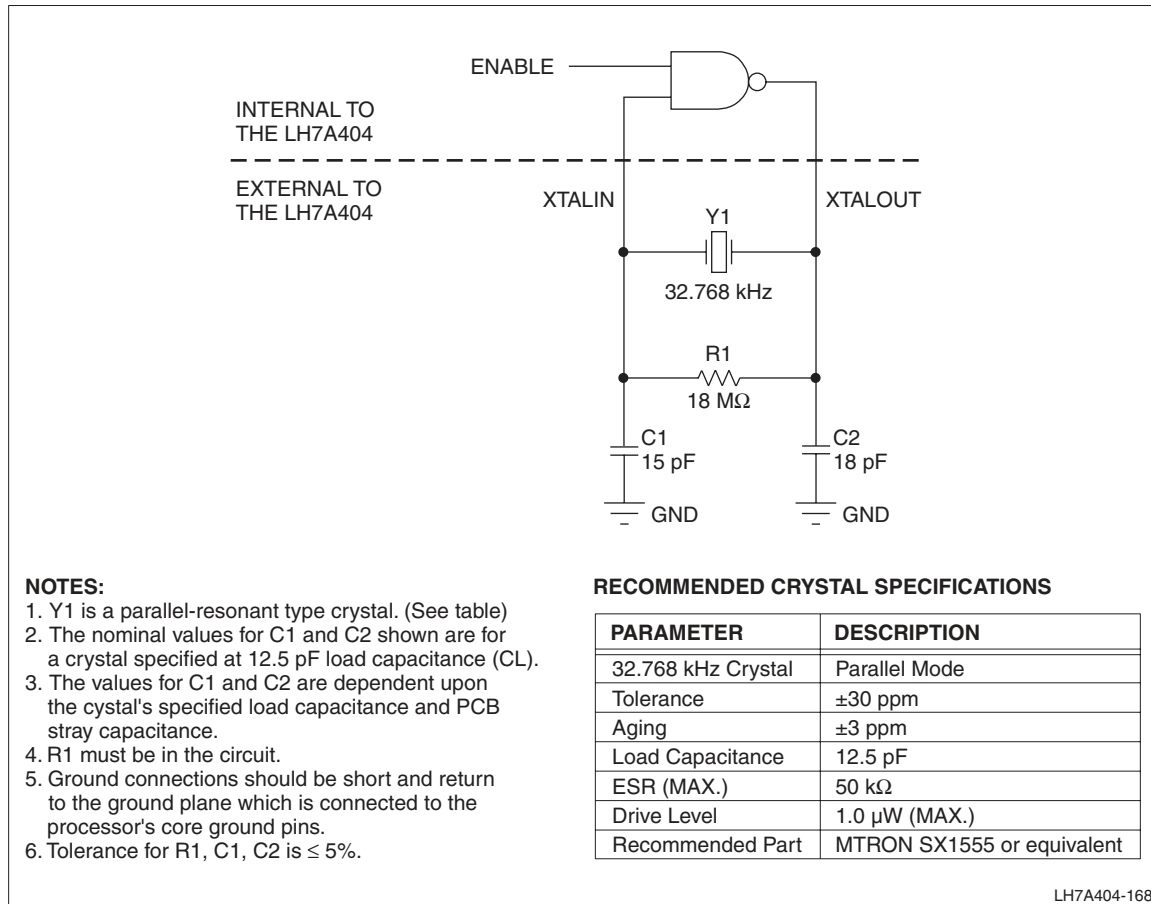 ENABLE
INTERNAL TO
THE LH7A404
EXTERNAL TO
THE LH7A404
XTALIN
XTALOUT
Y1
32.768 kHz
R1
18 MΩ
C1
15 pF
C2
18 pF
GND
GND
NOTES:
1. Y1 is a parallel-resonant type crystal. (See table)
2. The nominal values for C1 and C2 shown are for
a crystal specified at 12.5 pF load capacitance (CL).
3. The values for C1 and C2 are dependent upon
the cystal's specified load capacitance and PCB
stray capacitance.
4. R1 must be in the circuit.
5. Ground connections should be short and return
to the ground plane which is connected to the
processor's core ground pins.
6. Tolerance for R1, C1, C2 is ≤ 5%.
RECOMMENDED CRYSTAL SPECIFICATIONS
PARAMETER DESCRIPTION
32.768 kHz Crystal Parallel Mode
Tolerance ±30 ppm
Aging ±3 ppm
Load Capacitance 12.5 pF
ESR (MAX.) 50 kΩ
Drive Level 1.0 µW (MAX.)
Recommended Part MTRON SX1555 or equivalent
LH7A404-168